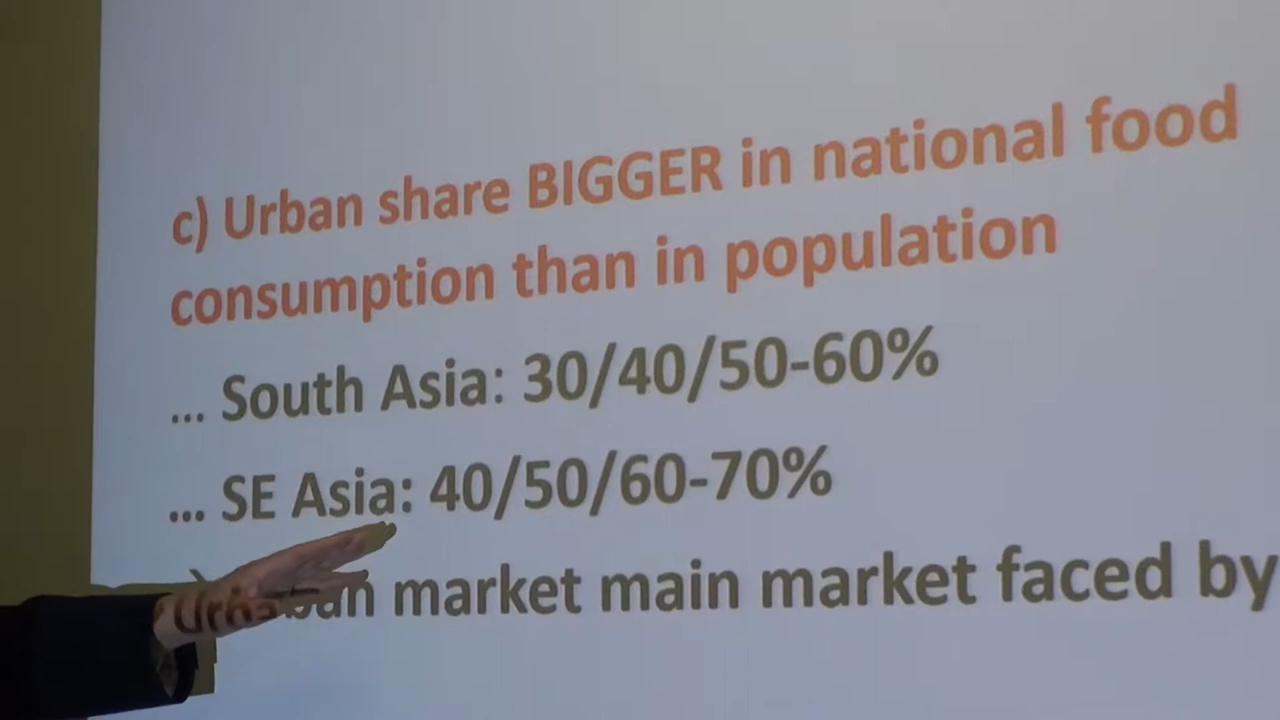 c) Urban share BIGGER in national food
consumption than in population
... South Asia: 30/40/50-60%
... SE Asia: 40/50/60-70%
Urban market main market faced by